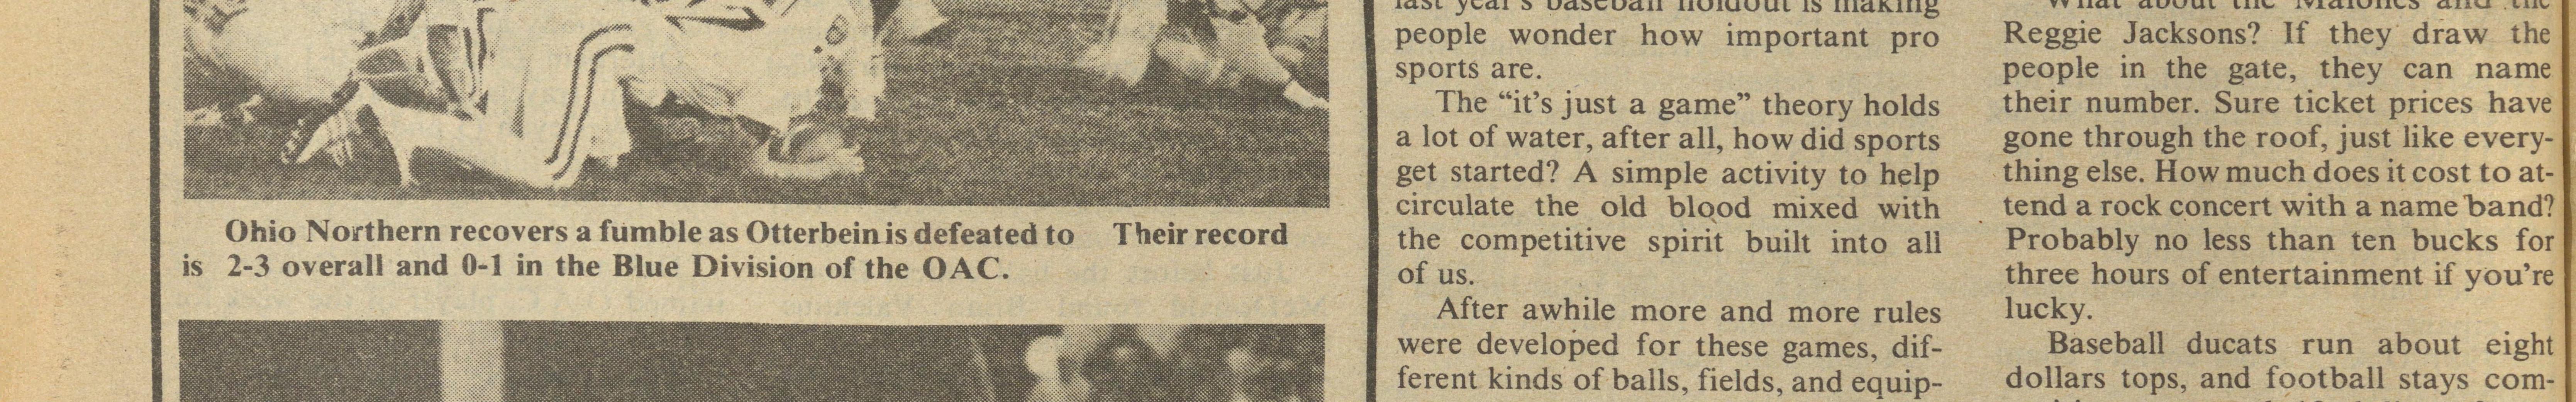 Ohio Northern recovers a fumble as Otterbein is defeated to Their record
is 2-3 overall and 0-1 in the Blue Division of the OAC.
last year's baseball holdout is making
people wonder how important pro
sports are.
The “it's just a game” theory holds
a lot of water, after all, how did sports
get started? A simple activity to help
circulate the old blood mixed with
the competitive spirit built into all
of us.
After awhile more and more rules
were developed for these games, dif-
ferent kinds of balls, fields, and equip-
What about the Malones and the
Reggie Jacksons? If they draw the
people in the gate, they can name
their number. Sure ticket prices have
gone through the roof, just like every-
thing else. How much does it cost to at-
tend a rock concert with a name band?
Probably no less than ten bucks for
three hours of entertainment if you're
lucky.
Baseball ducats run about eight
dollars tops, and football stays com-